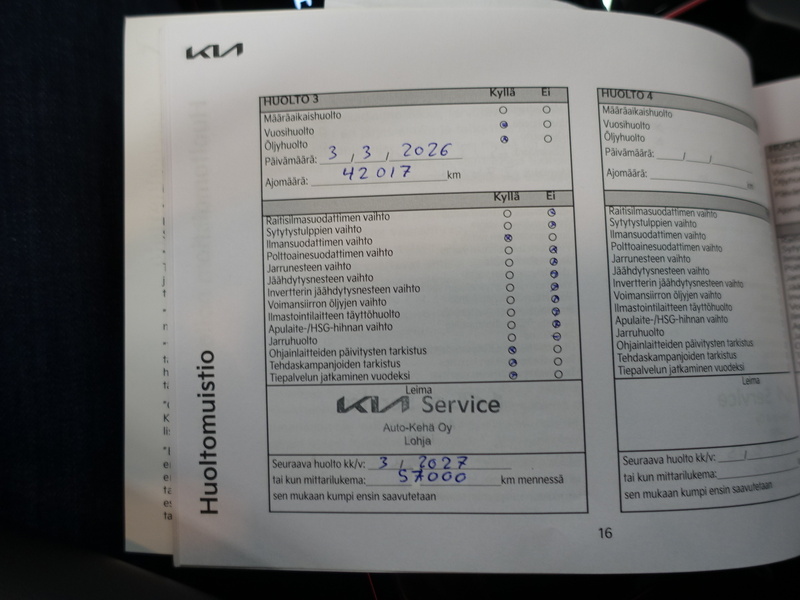 KIA
HUOLTO 3 Kyllä Ei
Määräaikaishuolto
Vuosihuolto
Öljyhuolto
Päivämäärä: 3 / 3 / 2026
Ajomäärä: 42017 km
Kyllä Ei
Raitisilmasuodattimen vaihto
Sytytystulppien vaihto
Ilmansuodattimen vaihto
Polttoainesuodattimen vaihto
Jarrunesteen vaihto
Jäähdytysnesteen vaihto
Invertterin jäähdytysnesteen vaihto
Voimansiirron öljyjen vaihto
Ilmastointilaitteen täyttöhuolto
Apulaite-/HSG-hihnan vaihto
Jarruhuolto
Ohjainlaitteiden päivitysten tarkistus
Tehdaskampanjoiden tarkistus
Tiepalvelun jatkaminen vuodeksi
Leima
KIA Service
Auto-Kehä Oy
Lohja
Seuraava huolto kk/v: 3 / 2027
tai kun mittarilukema: 57000 km mennessä
sen mukaan kumpi ensin saavutetaan
Huoltomuistio
HUOLTO 4
Määräaikaishuolto
Vuosihuolto
Öljyhuolto
Päivämäärä: / /
Ajomäärä: km
Raitisilmasuodattimen vaihto
Sytytystulppien vaihto
Ilmansuodattimen vaihto
Polttoainesuodattimen vaihto
Jarrunesteen vaihto
Jäähdytysnesteen vaihto
Invertterin jäähdytysnesteen vaihto
Voimansiirron öljyjen vaihto
Ilmastointilaitteen täyttöhuolto
Apulaite-/HSG-hihnan vaihto
Jarruhuolto
Ohjainlaitteiden päivitysten tarkistus
Tehdaskampanjoiden tarkistus
Tiepalvelun jatkaminen vuodeksi
Leima
Seuraava huolto kk/v: /
tai kun mittarilukema:
sen mukaan kumpi ensin saavutetaan
16